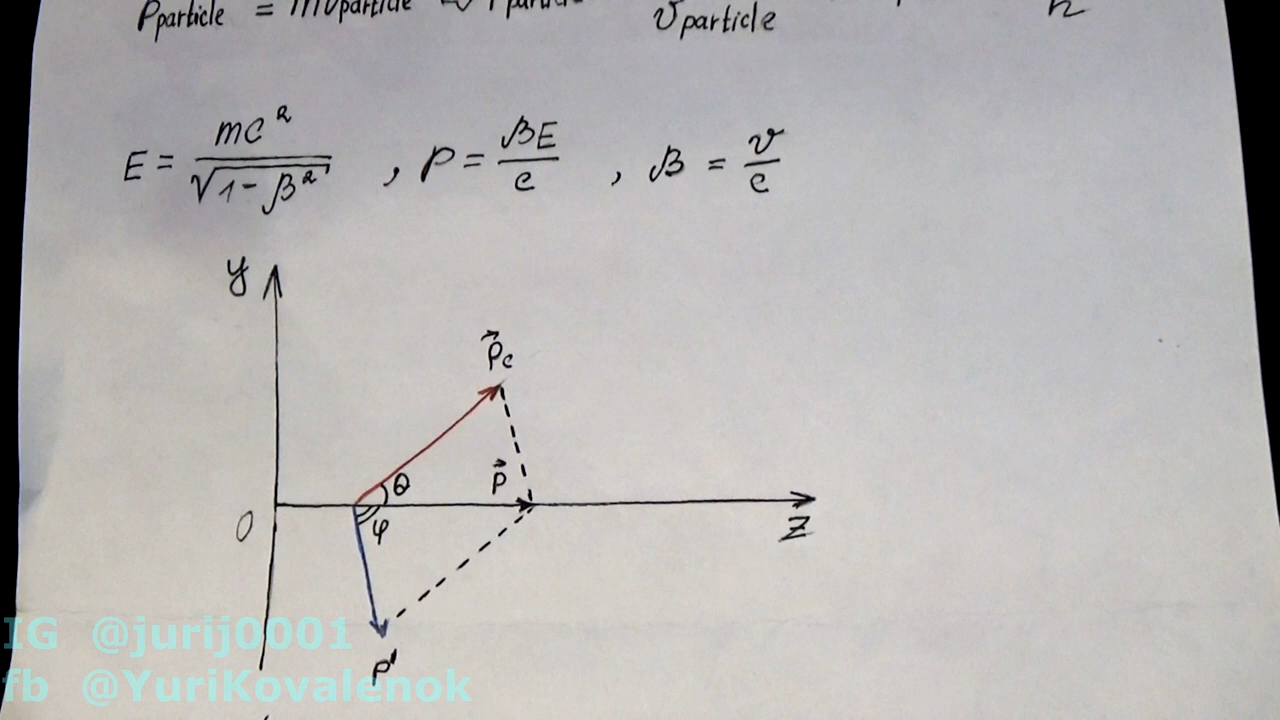 Pparticle = mvparticle
vparticle
E = mc² / √(1-β²) , p = βE / c , β = v / c
y
p⃗c
θ
p⃗
0
φ
z
p'
IG @jurij0001
fb @YuriKovalenok